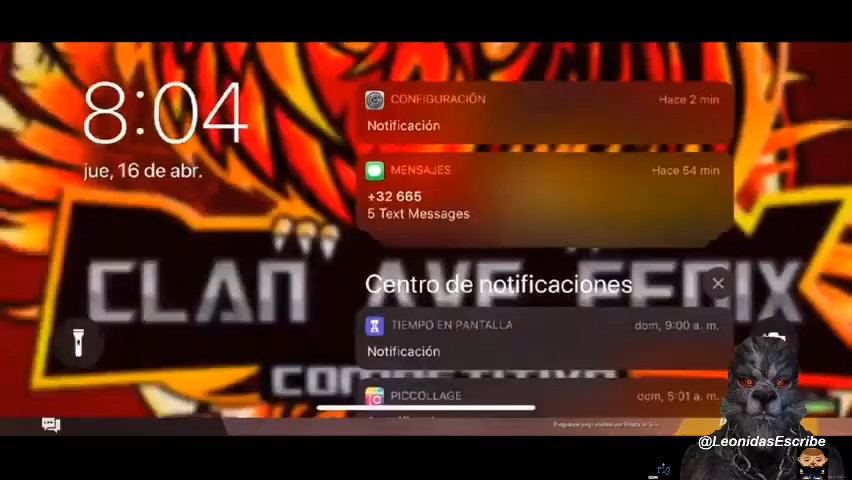 8:04
jue, 16 de abr.
CONFIGURACIÓN
Hace 2 min
Notificación
MENSAJES
Hace 54 min
+32 665
5 Text Messages
Centro de notificaciones
CLAN AVE FENIX
TIEMPO EN PANTALLA
dom, 9:00 a. m.
Notificación
COMPETITIVO
PICCOLLAGE
dom, 5:01 a. m.
@LeonidasEscribe